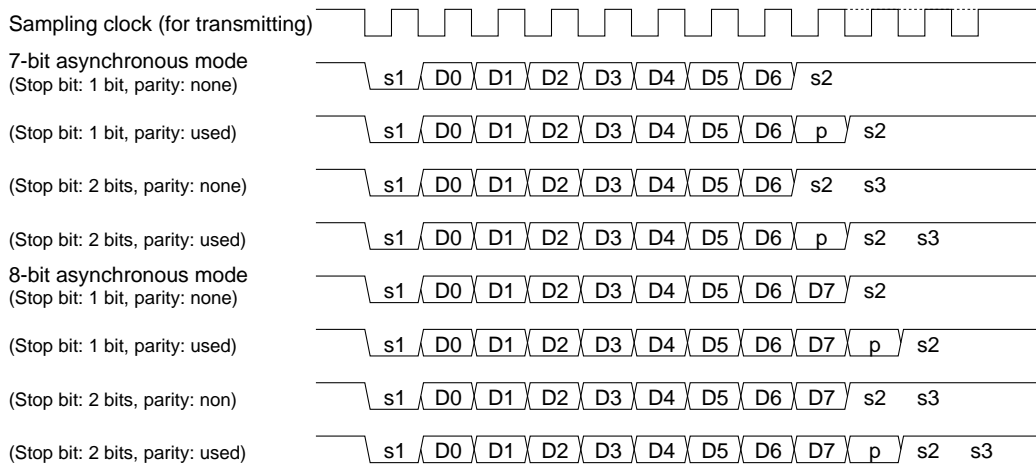 Sampling clock (for transmitting)
7-bit asynchronous mode
(Stop bit: 1 bit, parity: none)
s1 D0 D1 D2 D3 D4 D5 D6 s2
(Stop bit: 1 bit, parity: used)
s1 D0 D1 D2 D3 D4 D5 D6 p s2
(Stop bit: 2 bits, parity: none)
s1 D0 D1 D2 D3 D4 D5 D6 s2 s3
(Stop bit: 2 bits, parity: used)
s1 D0 D1 D2 D3 D4 D5 D6 p s2 s3
8-bit asynchronous mode
(Stop bit: 1 bit, parity: none)
s1 D0 D1 D2 D3 D4 D5 D6 D7 s2
(Stop bit: 1 bit, parity: used)
s1 D0 D1 D2 D3 D4 D5 D6 D7 p s2
(Stop bit: 2 bits, parity: non)
s1 D0 D1 D2 D3 D4 D5 D6 D7 s2 s3
(Stop bit: 2 bits, parity: used)
s1 D0 D1 D2 D3 D4 D5 D6 D7 p s2 s3